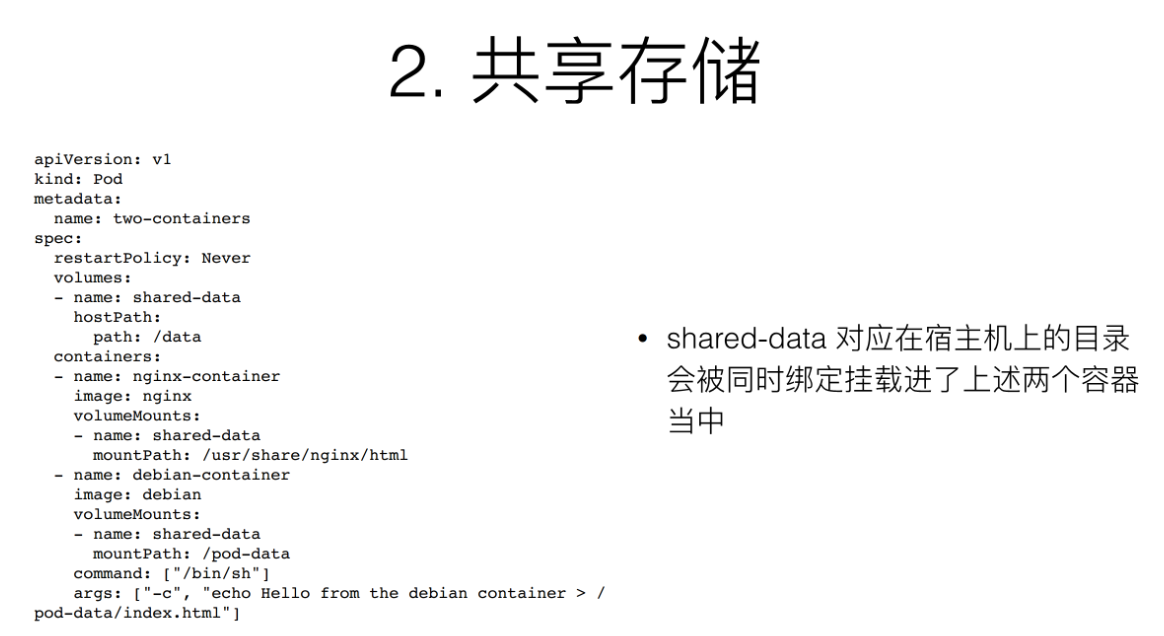 2. 共享存储
apiVersion: v1
kind: Pod
metadata:
  name: two-containers
spec:
  restartPolicy: Never
  volumes:
  - name: shared-data
    hostPath:
      path: /data
  containers:
  - name: nginx-container
    image: nginx
    volumeMounts:
    - name: shared-data
      mountPath: /usr/share/nginx/html
  - name: debian-container
    image: debian
    volumeMounts:
    - name: shared-data
      mountPath: /pod-data
    command: ["/bin/sh"]
    args: ["-c", "echo Hello from the debian container > /
pod-data/index.html"]
• shared-data 对应在宿主机上的目录
会被同时绑定挂载进了上述两个容器
当中